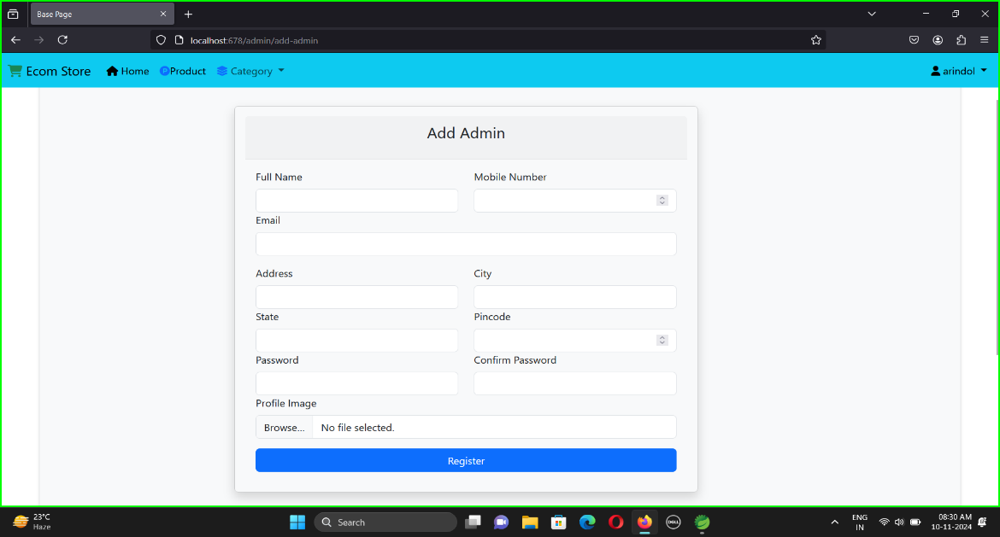 Base Page
localhost:678/admin/add-admin
Ecom Store Home Product Category arindol
Add Admin
Full Name Mobile Number
Email
Address City
State Pincode
Password Confirm Password
Profile Image
Browse... No file selected.
Register
23°C
Haze
Search
DELL
ENG
IN
08:30 AM
10-11-2024